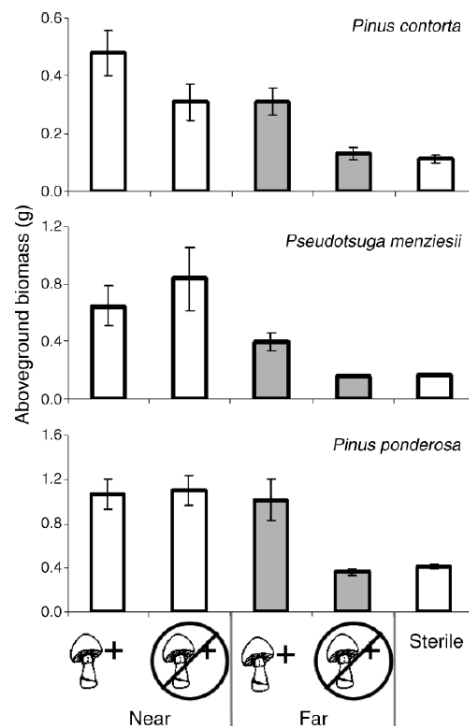 Aboveground biomass (g)
Pinus contorta
0.6
0.4
0.2
0.0
Pseudotsuga menziesii
1.2
0.8
0.4
0.0
Pinus ponderosa
1.6
1.2
0.8
0.4
0.0
+ + + + Sterile
Near Far